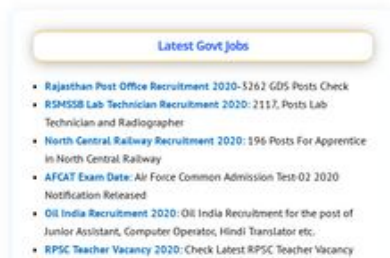 Latest Govt Jobs
Rajasthan Post Office Recruitment 2020-3262 GDS Posts Check
RSMSSB Lab Technician Recruitment 2020: 2117, Posts Lab
Technician and Radiographer
North Central Railway Recruitment 2020: 196 Posts For Apprentice
in North Central Railway
AFCAT Exam Date: Air Force Common Admission Test-02 2020
Notification Released
Oil India Recruitment 2020: Oil India Recruitment for the post of
Junior Assistant, Computer Operator, Hindi Translator etc.
RPSC Teacher Vacancy 2020: Check Latest RPSC Teacher Vacancy